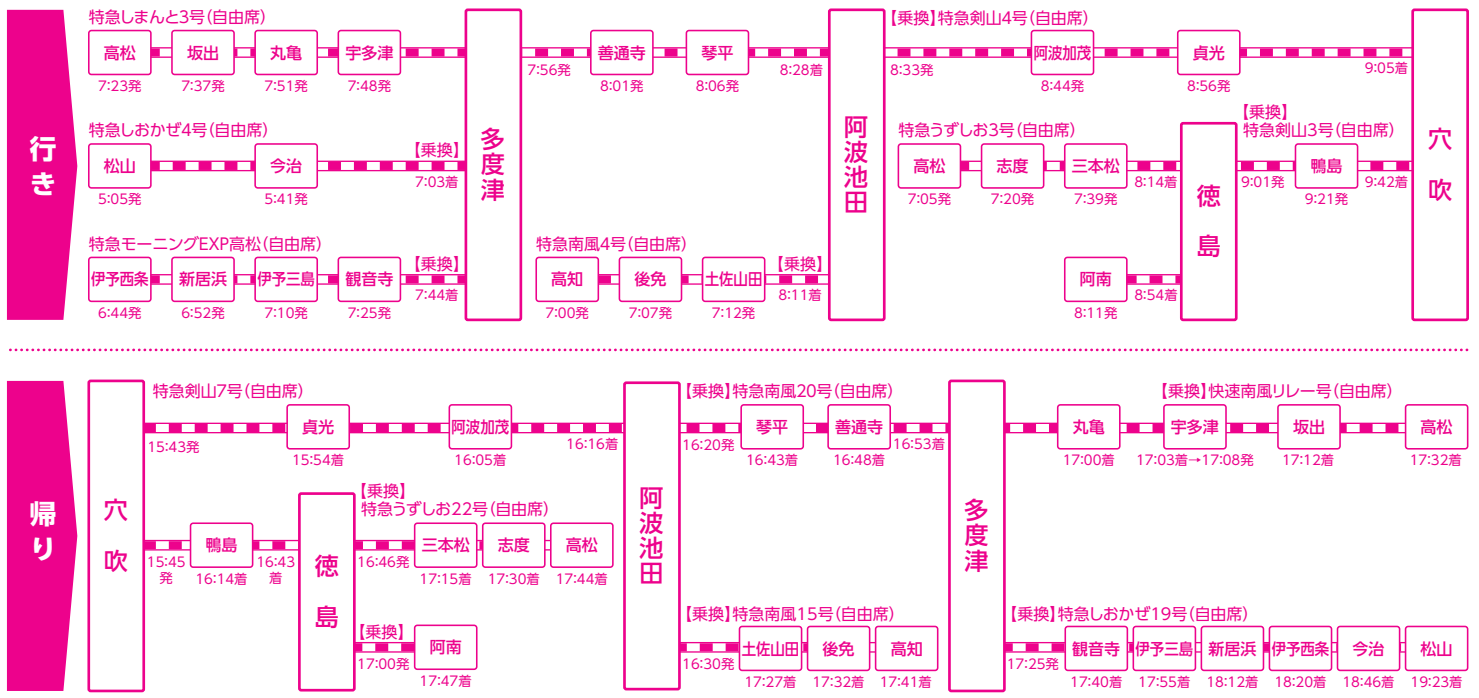 行き
特急しまんと3号(自由席)
高松
坂出
丸亀
宇多津
7:23発
7:37発
7:51発
7:48発
特急しおかぜ4号(自由席)
松山
今治
【乗換】
7:03着
5:05発
5:41発
特急モーニングEXP高松(自由席)
伊予西条
新居浜
伊予三島
観音寺
【乗換】
7:44着
6:44発
6:52発
7:10発
7:25発
多度津
7:56発
善通寺
琴平
8:28着
8:01発
8:06発
特急南風4号(自由席)
高知
後免
土佐山田
【乗換】
8:11着
7:00発
7:07発
7:12発
阿波池田
【乗換】特急剣山4号(自由席)
8:33発
阿波加茂
貞光
9:05着
8:44発
8:56発
特急うずしお3号(自由席)
高松
志度
三本松
8:14着
7:05発
7:20発
7:39発
阿南
8:54着
8:11発
徳島
【乗換】
特急剣山3号(自由席)
9:01発
鴨島
9:42着
9:21発
穴吹
帰り
穴吹
特急剣山7号(自由席)
15:43発
貞光
阿波加茂
16:16着
15:54着
16:05着
15:45
発
鴨島
16:43
着
16:14着
徳島
【乗換】
特急うずしお22号(自由席)
16:46発
三本松
志度
高松
17:15着
17:30着
17:44着
【乗換】
17:00発
阿南
17:47着
阿波池田
【乗換】特急南風20号(自由席)
16:20発
琴平
善通寺
16:53着
16:43着
16:48着
【乗換】特急南風15号(自由席)
16:30発
土佐山田
後免
高知
17:27着
17:32着
17:41着
多度津
【乗換】快速南風リレー号(自由席)
丸亀
宇多津
坂出
高松
17:00着
17:03着→17:08発
17:12着
17:32着
【乗換】特急しおかぜ19号(自由席)
17:25発
観音寺
伊予三島
新居浜
伊予西条
今治
松山
17:40着
17:55着
18:12着
18:20着
18:46着
19:23着